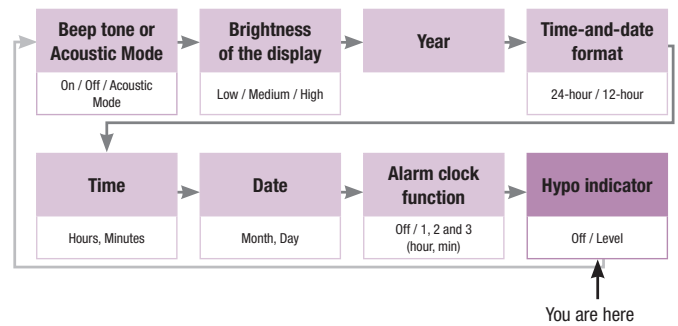 Beep tone or
Acoustic Mode
On / Off / Acoustic
Mode
Brightness
of the display
Low / Medium / High
Year
Time-and-date
format
24-hour / 12-hour
Time
Hours, Minutes
Date
Month, Day
Alarm clock
function
Off / 1, 2 and 3
(hour, min)
Hypo indicator
Off / Level
You are here